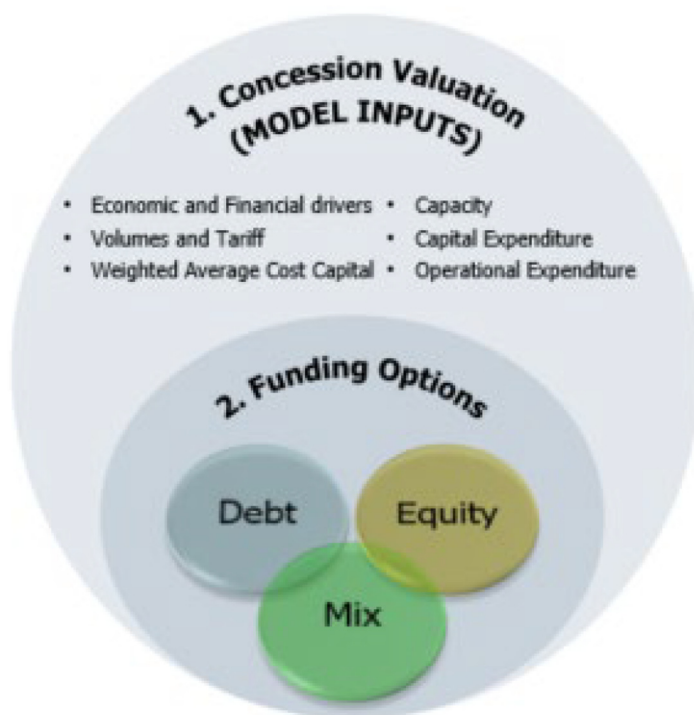 1. Concession Valuation
(MODEL INPUTS)
• Economic and Financial drivers
• Volumes and Tariff
• Weighted Average Cost Capital
• Capacity
• Capital Expenditure
• Operational Expenditure
2. Funding Options
Debt
Equity
Mix